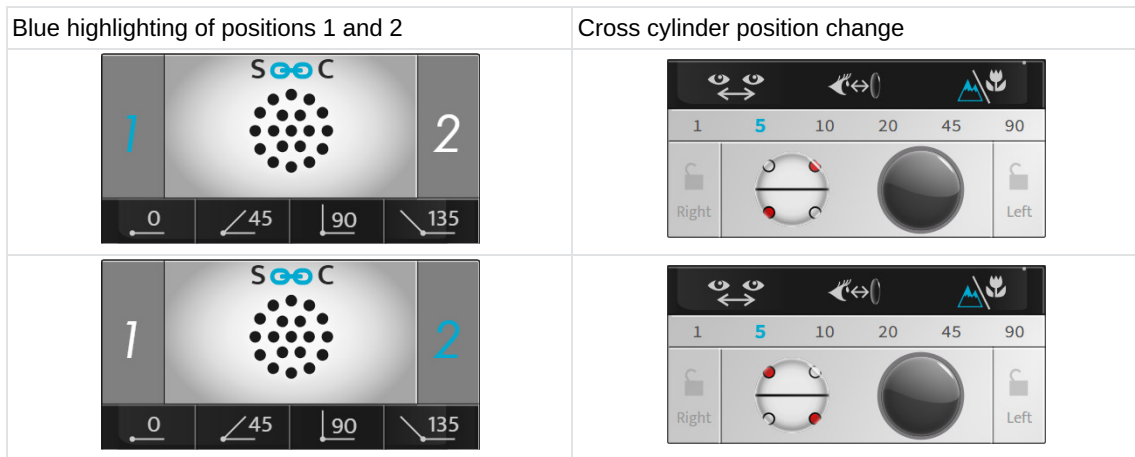 Blue highlighting of positions 1 and 2
Cross cylinder position change
S C
1
2
0 45 90 135
1 5 10 20 45 90
Right
Left
S C
1
2
0 45 90 135
1 5 10 20 45 90
Right
Left